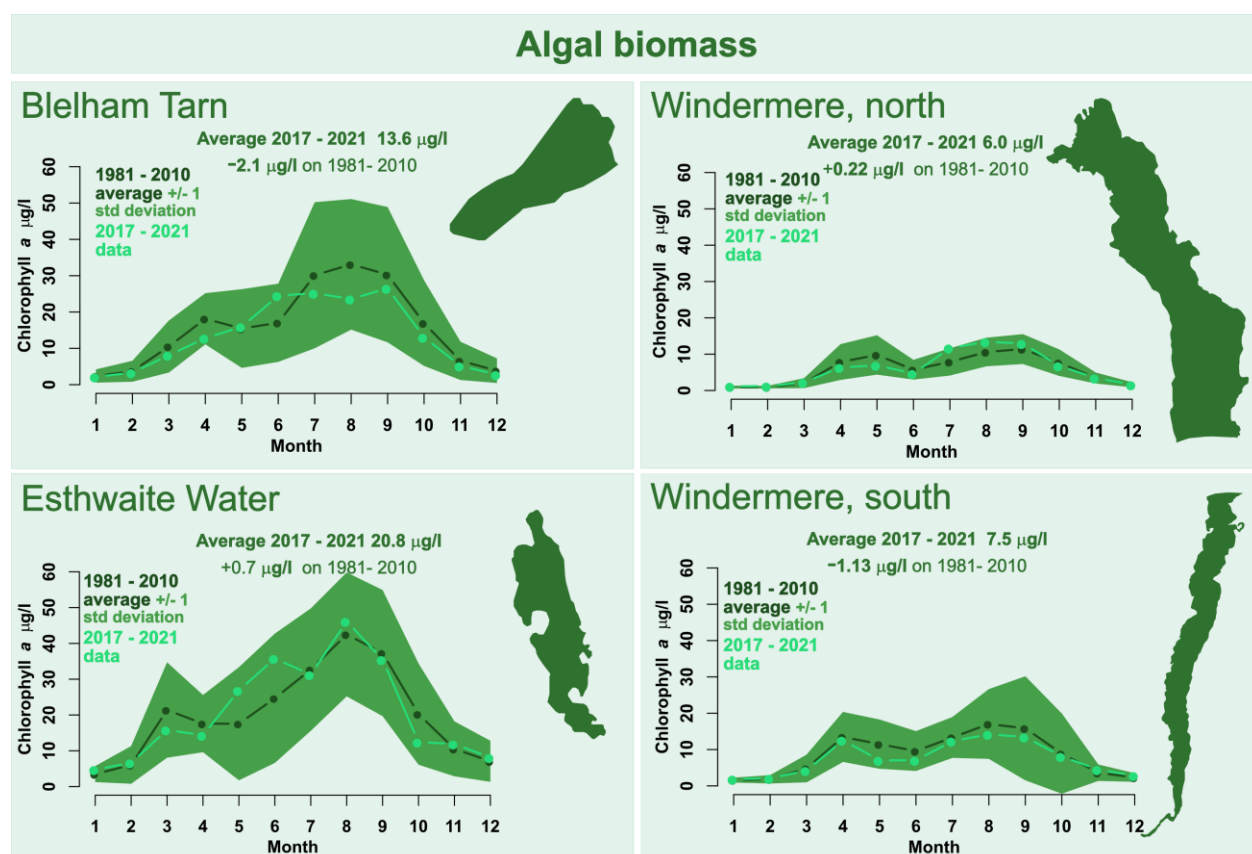 Algal biomass
Blelham Tarn
Average 2017 - 2021 13.6 µg/l
−2.1 µg/l on 1981- 2010
1981 - 2010
average +/- 1
std deviation
2017 - 2021
data
Chlorophyll a µg/l
60
50
40
30
20
10
0
1 2 3 4 5 6 7 8 9 10 11 12
Month
Windermere, north
Average 2017 - 2021 6.0 µg/l
+0.22 µg/l on 1981- 2010
1981 - 2010
average +/- 1
std deviation
2017 - 2021
data
Chlorophyll a µg/l
60
50
40
30
20
10
0
1 2 3 4 5 6 7 8 9 10 11 12
Month
Esthwaite Water
Average 2017 - 2021 20.8 µg/l
+0.7 µg/l on 1981- 2010
1981 - 2010
average +/- 1
std deviation
2017 - 2021
data
Chlorophyll a µg/l
60
50
40
30
20
10
0
1 2 3 4 5 6 7 8 9 10 11 12
Month
Windermere, south
Average 2017 - 2021 7.5 µg/l
−1.13 µg/l on 1981- 2010
1981 - 2010
average +/- 1
std deviation
2017 - 2021
data
Chlorophyll a µg/l
60
50
40
30
20
10
0
1 2 3 4 5 6 7 8 9 10 11 12
Month